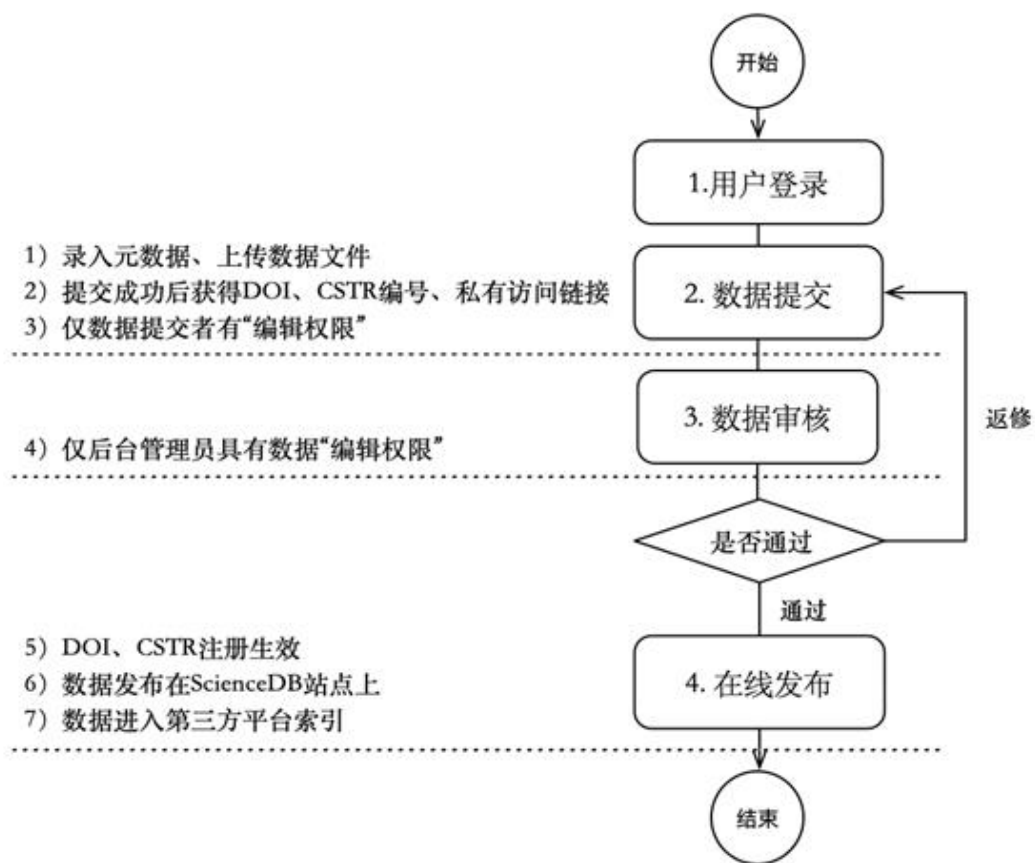 开始
1.用户登录
1）录入元数据、上传数据文件
2）提交成功后获得DOI、CSTR编号、私有访问链接
3）仅数据提交者有“编辑权限”
2. 数据提交
3. 数据审核
4）仅后台管理员具有数据“编辑权限”
返修
是否通过
通过
5）DOI、CSTR注册生效
6）数据发布在ScienceDB站点上
7）数据进入第三方平台索引
4. 在线发布
结束